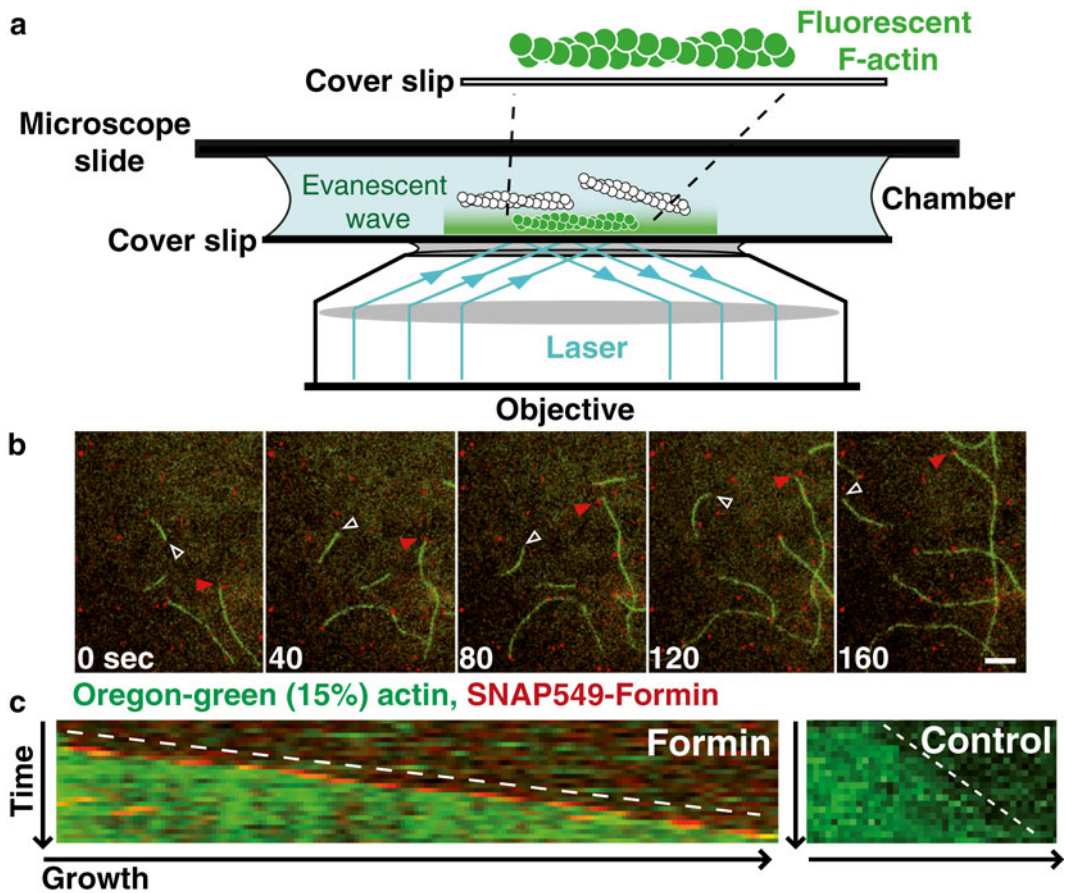 a
Fluorescent
F-actin
Cover slip
Microscope
slide
Evanescent
wave
Chamber
Cover slip
Laser
Objective
b
0 sec
40
80
120
160
Oregon-green (15%) actin, SNAP549-Formin
c
Time
Formin
Control
Growth